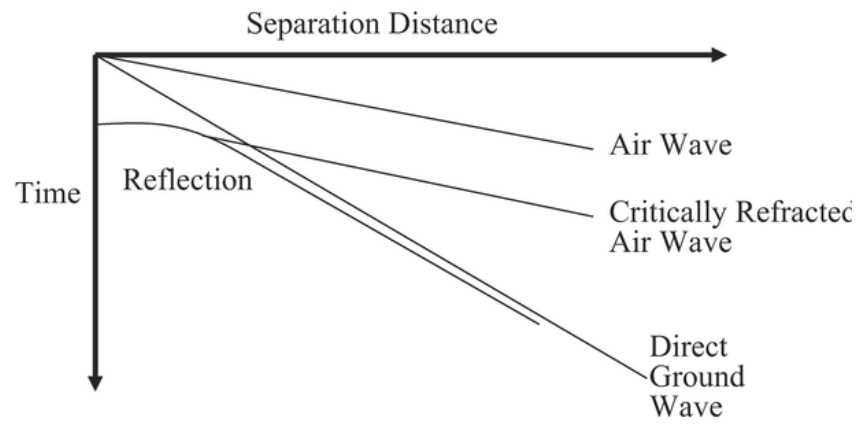 Separation Distance
Air Wave
Time
Reflection
Critically Refracted
Air Wave
Direct
Ground
Wave